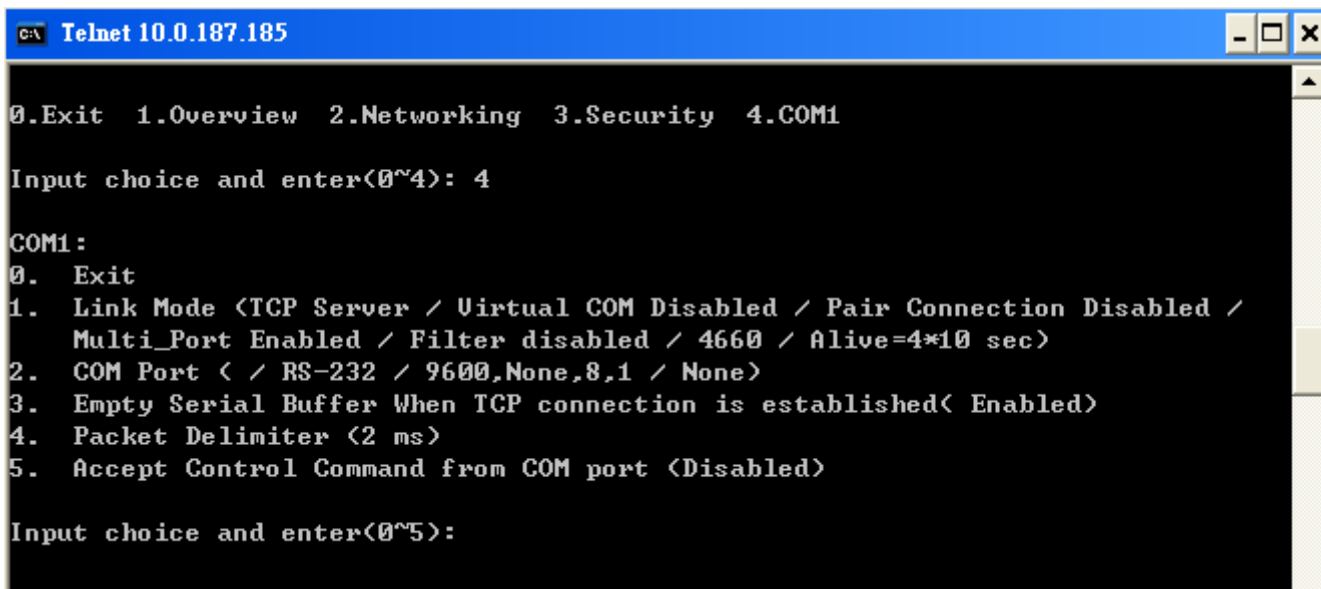 Telnet 10.0.187.185
0.Exit  1.Overview  2.Networking  3.Security  4.COM1
Input choice and enter(0~4): 4
COM1:
0.  Exit
1.  Link Mode (TCP Server / Virtual COM Disabled / Pair Connection Disabled /
Multi_Port Enabled / Filter disabled / 4660 / Alive=4*10 sec)
2.  COM Port ( / RS-232 / 9600,None,8,1 / None)
3.  Empty Serial Buffer When TCP connection is established( Enabled)
4.  Packet Delimiter (2 ms)
5.  Accept Control Command from COM port (Disabled)
Input choice and enter(0~5):